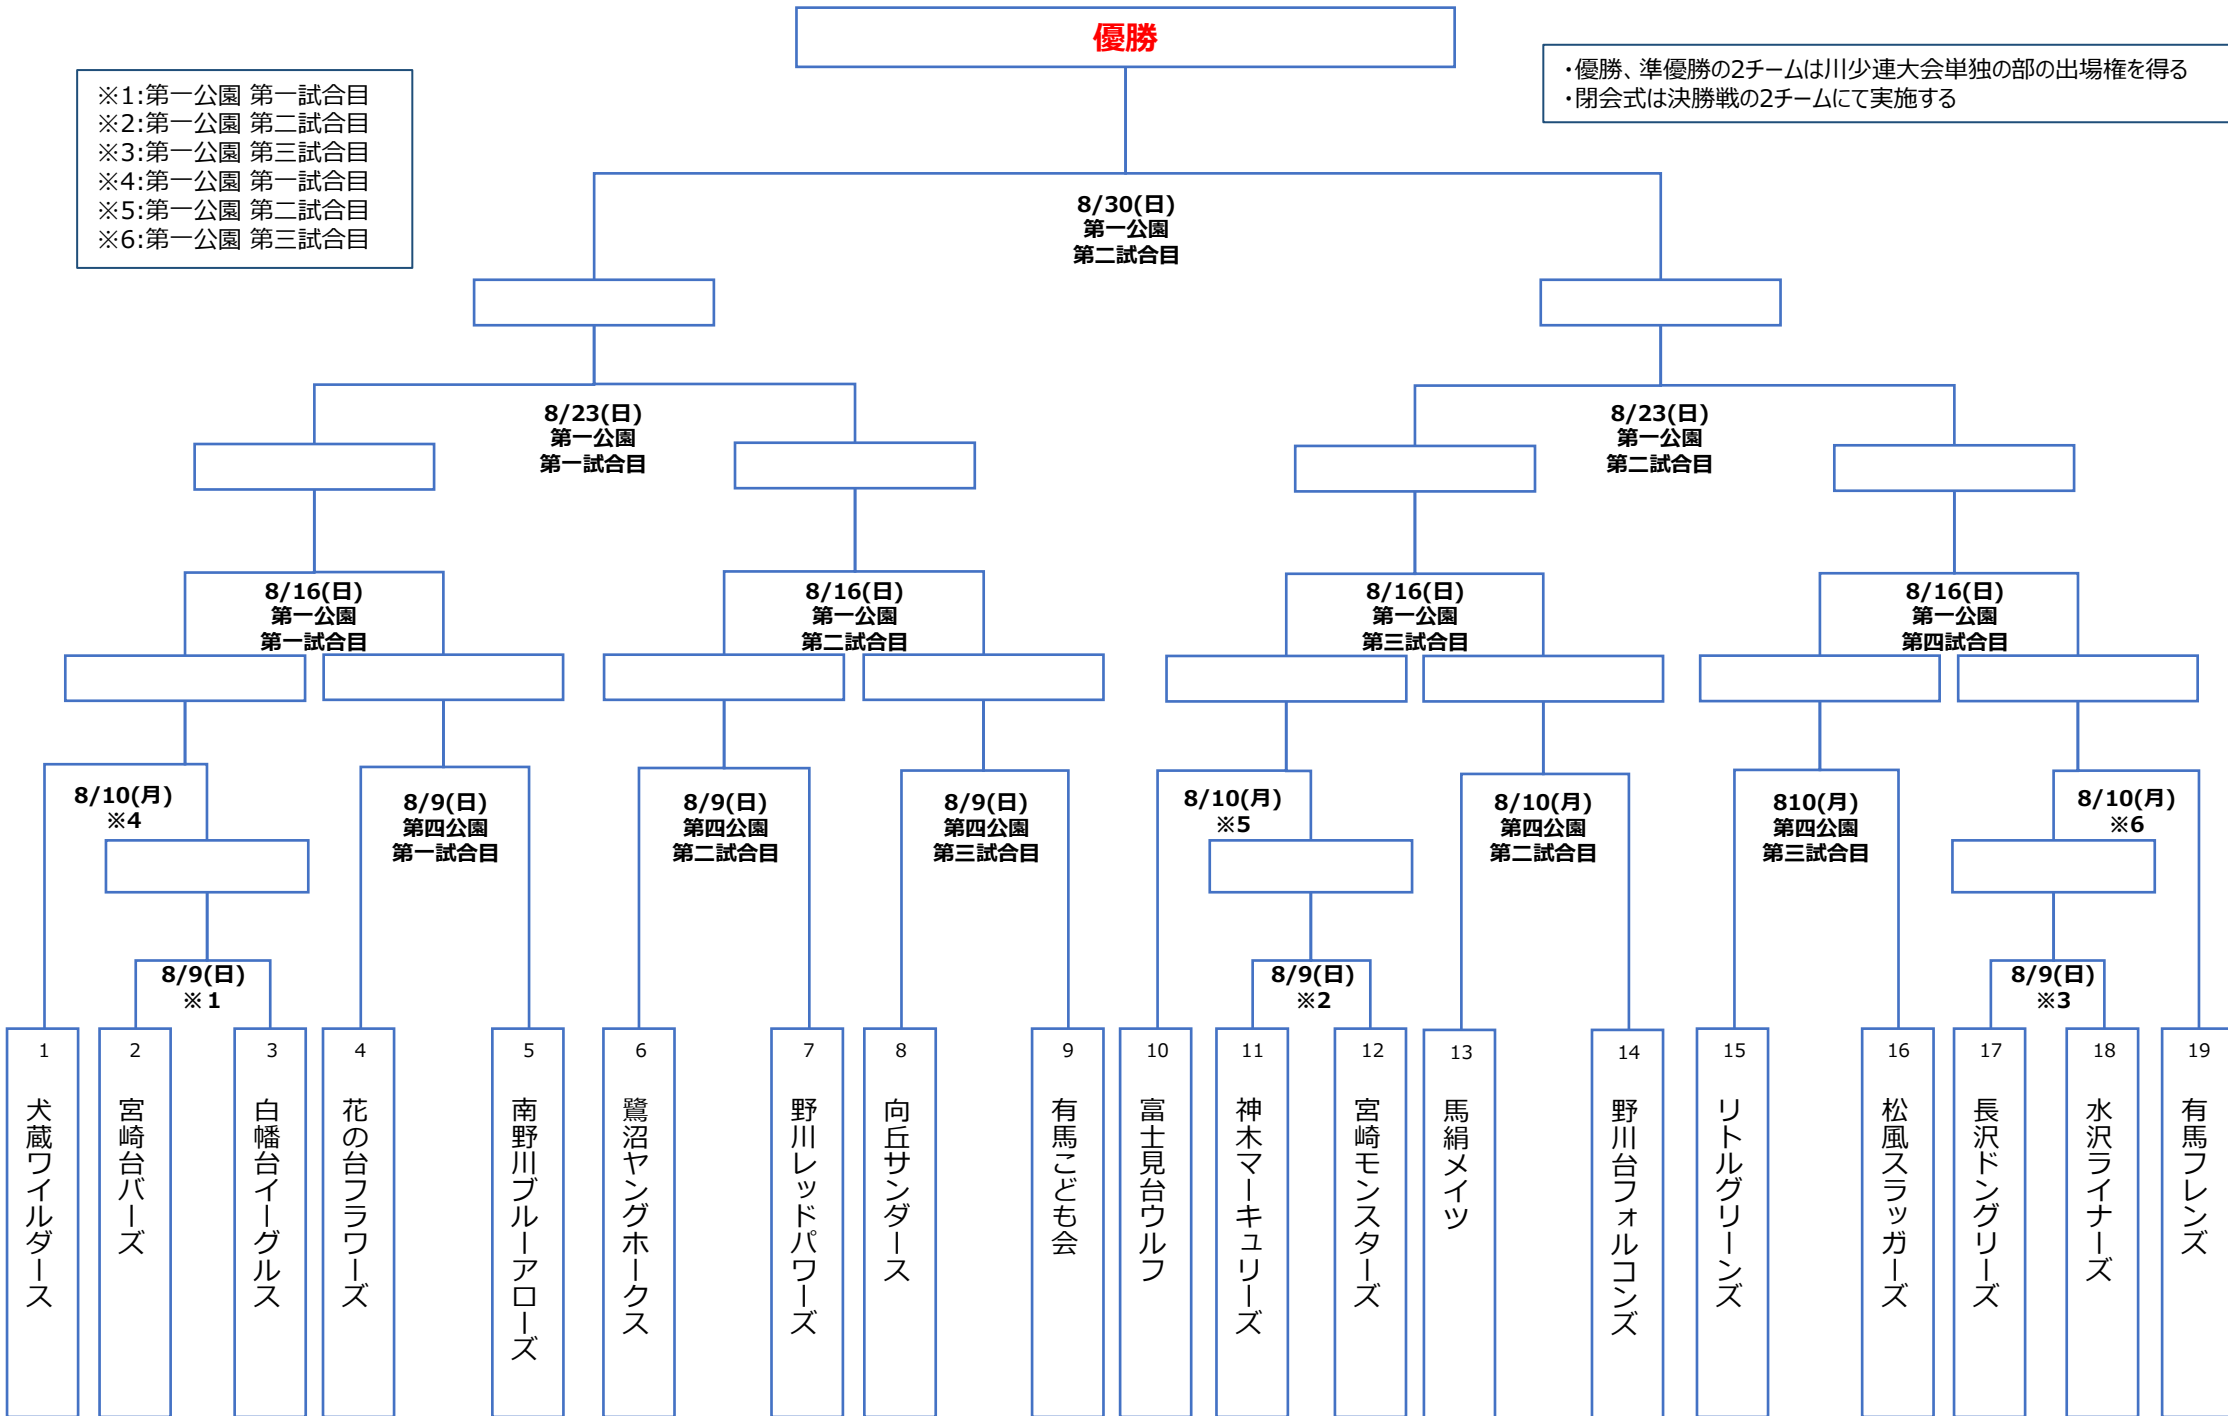 優勝
※1:第一公園 第一試合目
※2:第一公園 第二試合目
※3:第一公園 第三試合目
※4:第一公園 第一試合目
※5:第一公園 第二試合目
※6:第一公園 第三試合目
・優勝、準優勝の2チームは川少連大会単独の部の出場権を得る
・閉会式は決勝戦の2チームにて実施する
8/30(日)
第一公園
第二試合目
8/23(日)
第一公園
第一試合目
8/23(日)
第一公園
第二試合目
8/16(日)
第一公園
第一試合目
8/16(日)
第一公園
第二試合目
8/16(日)
第一公園
第三試合目
8/16(日)
第一公園
第四試合目
8/10(月)
※4
8/9(日)
第四公園
第一試合目
8/9(日)
第四公園
第二試合目
8/9(日)
第四公園
第三試合目
8/10(月)
※5
8/10(月)
第四公園
第二試合目
810(月)
第四公園
第三試合目
8/10(月)
※6
8/9(日)
※1
8/9(日)
※2
8/9(日)
※3
1
犬蔵ワイルダース
2
宮崎台バーズ
3
白幡台イーグルス
4
花の台フラワーズ
5
南野川ブルーアローズ
6
鷺沼ヤングホークス
7
野川レッドパワーズ
8
向丘サンダース
9
有馬こども会
10
富士見台ウルフ
11
神木マーキュリーズ
12
宮崎モンスターズ
13
馬絹メイツ
14
野川台フォルコンズ
15
リトルグリーンズ
16
松風スラッガーズ
17
長沢ドングリーズ
18
水沢ライナーズ
19
有馬フレンズ